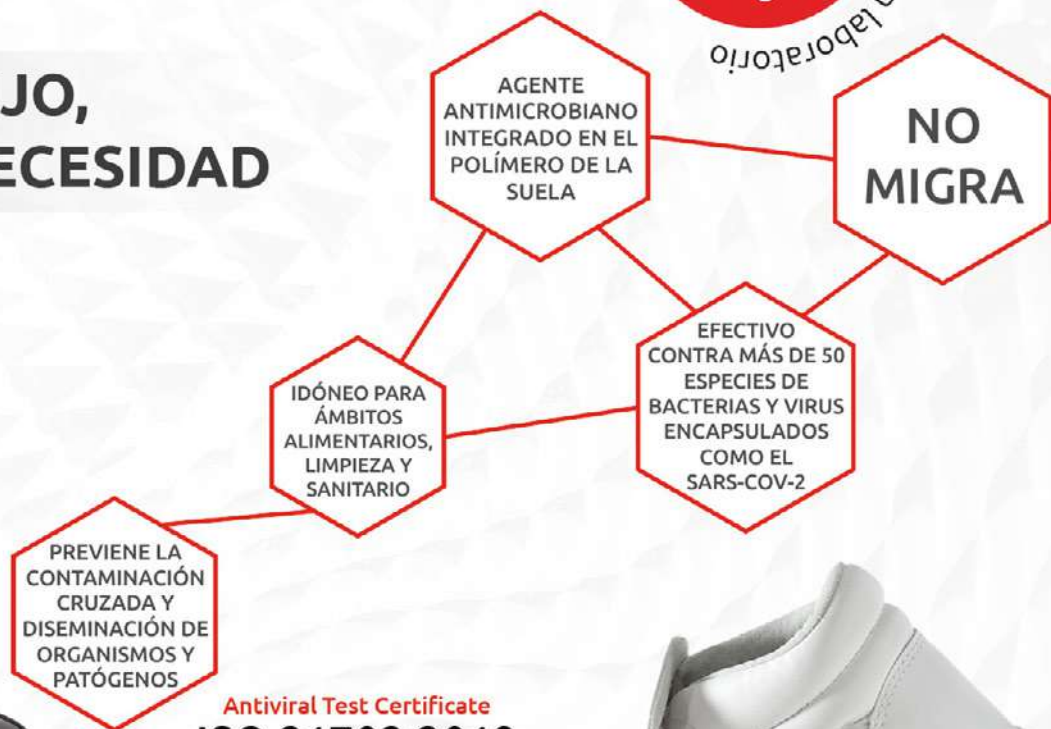 laboratorio
AGENTE
ANTIMICROBIANO
INTEGRADO EN EL
POLÍMERO DE LA
SUELA
NO
MIGRA
JO,
ECESIDAD
EFECTIVO
CONTRA MÁS DE 50
ESPECIES DE
BACTERIAS Y VIRUS
ENCAPSULADOS
COMO EL
SARS-COV-2
IDÓNEO PARA
ÁMBITOS
ALIMENTARIOS,
LIMPIEZA Y
SANITARIO
PREVIENE LA
CONTAMINACIÓN
CRUZADA Y
DISEMINACIÓN DE
ORGANISMOS Y
PATÓGENOS
Antiviral Test Certificate